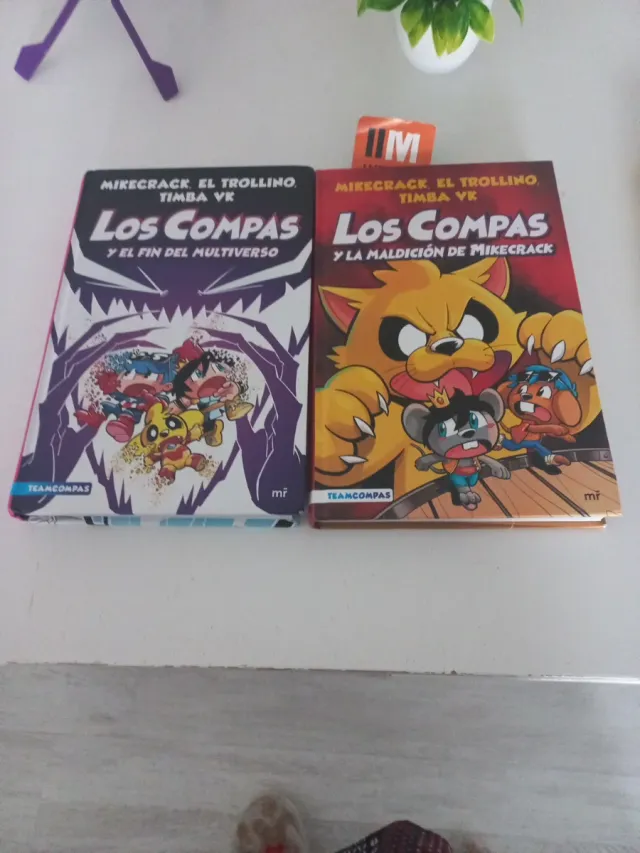 MIKECRACK, EL TROLLINO,
TIMBA VK
LOS COMPAS
Y EL FIN DEL MULTIVERSO
TEAMCOMPAS
mr
MIKECRACK, EL TROLLINO,
TIMBA VK
LOS COMPAS
Y LA MALDICIÓN DE MIKECRACK
TEAMCOMPAS
mr